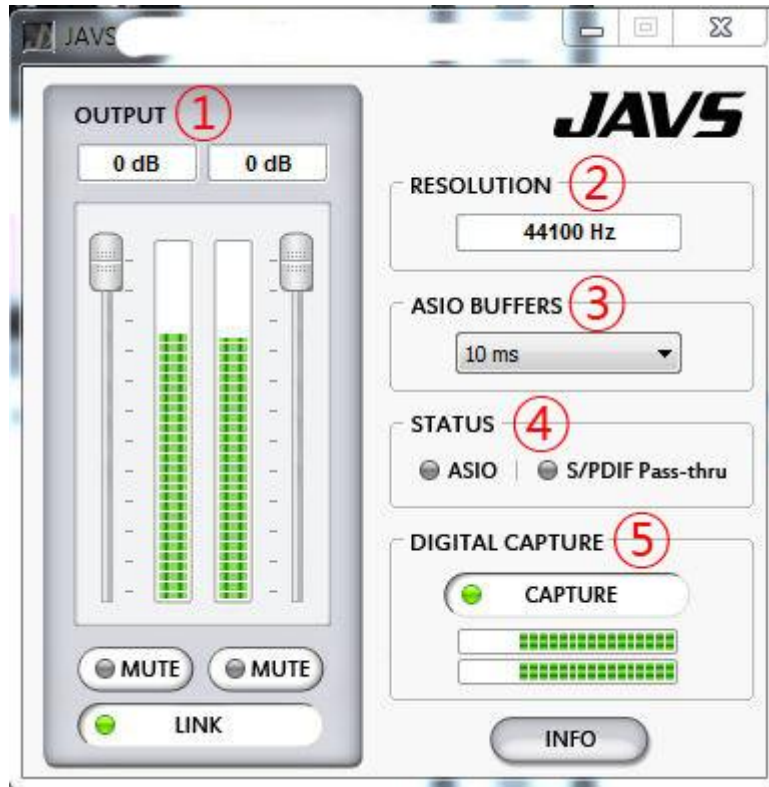 JAVS
OUTPUT ①
0 dB 0 dB
MUTE MUTE
LINK
JAVS
RESOLUTION ②
44100 Hz
ASIO BUFFERS ③
10 ms
STATUS ④
ASIO S/PDIF Pass-thru
DIGITAL CAPTURE ⑤
CAPTURE
INFO